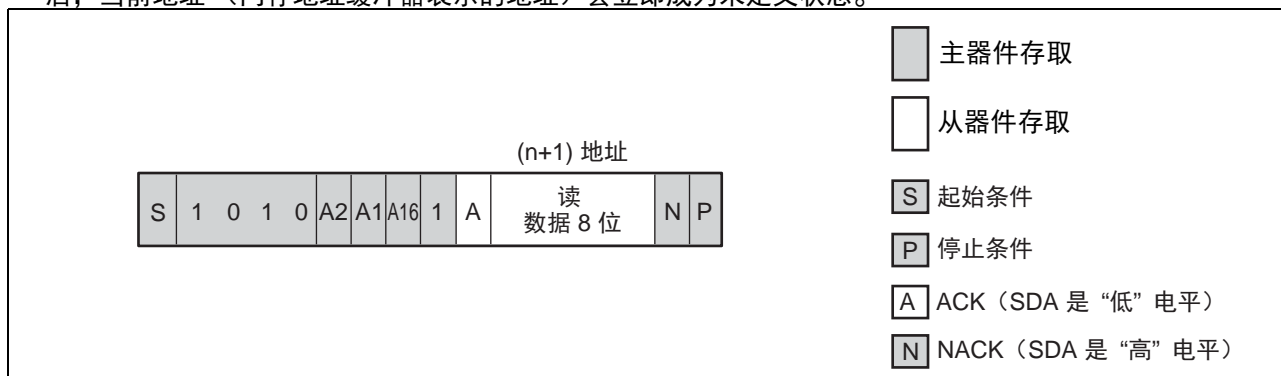 后，当前地址 （内存地址缓冲器表示的地址）会立即成为未定义状态。
主器件存取
从器件存取
(n+1) 地址
S 1 0 1 0 A2 A1 A16 1 A 读 N P
数据 8 位
S 起始条件
P 停止条件
A ACK（SDA 是 “低” 电平）
N NACK（SDA 是 “高” 电平）